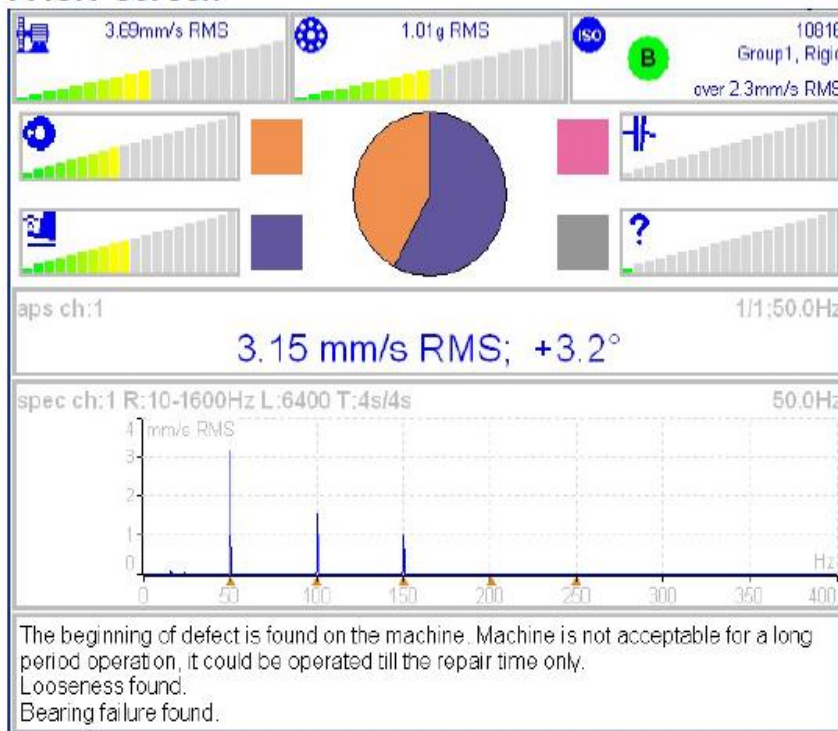 3.69mm/s RMS
1.01g RMS
ISO
10816
B
Group1, Rigid
over 2.3mm/s RMS
?
aps ch:1
1/1;50.0Hz
3.15 mm/s RMS; +3.2°
spec ch:1 R:10-1600Hz L:6400 T:4s/4s
50.0Hz
4 mm/s RMS
3
2
1
0
Hz
0 50 100 150 200 250 300 350 400
The beginning of defect is found on the machine. Machine is not acceptable for a long
period operation, it could be operated till the repair time only.
Looseness found.
Bearing failure found.